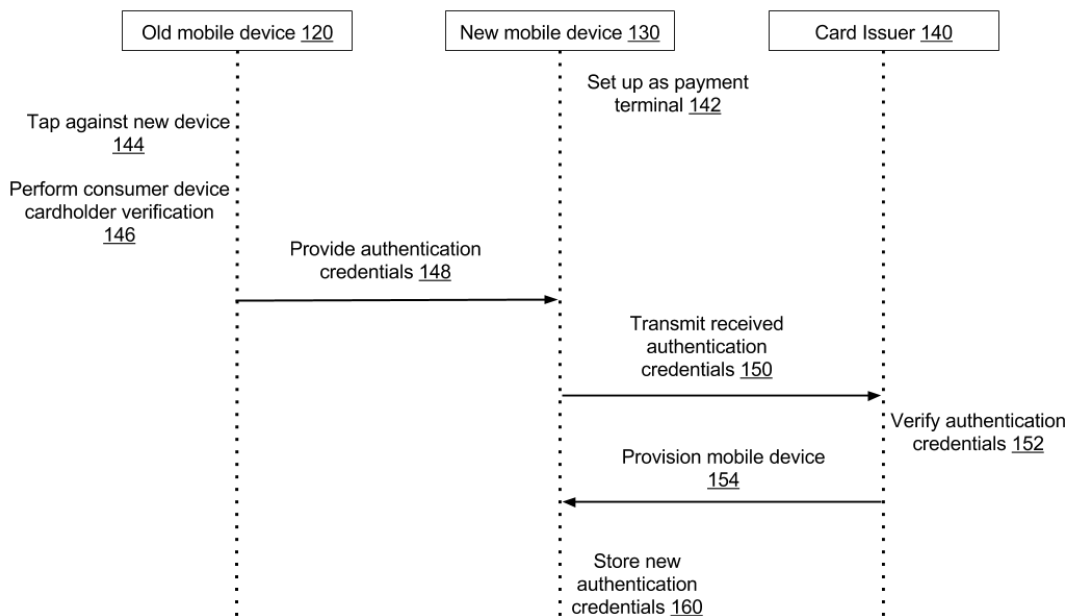 Old mobile device 120
New mobile device 130
Card Issuer 140
Set up as payment
terminal 142
Tap against new device
144
Perform consumer device
cardholder verification
146
Provide authentication
credentials 148
Transmit received
authentication
credentials 150
Verify authentication
credentials 152
Provision mobile device
154
Store new
authentication
credentials 160